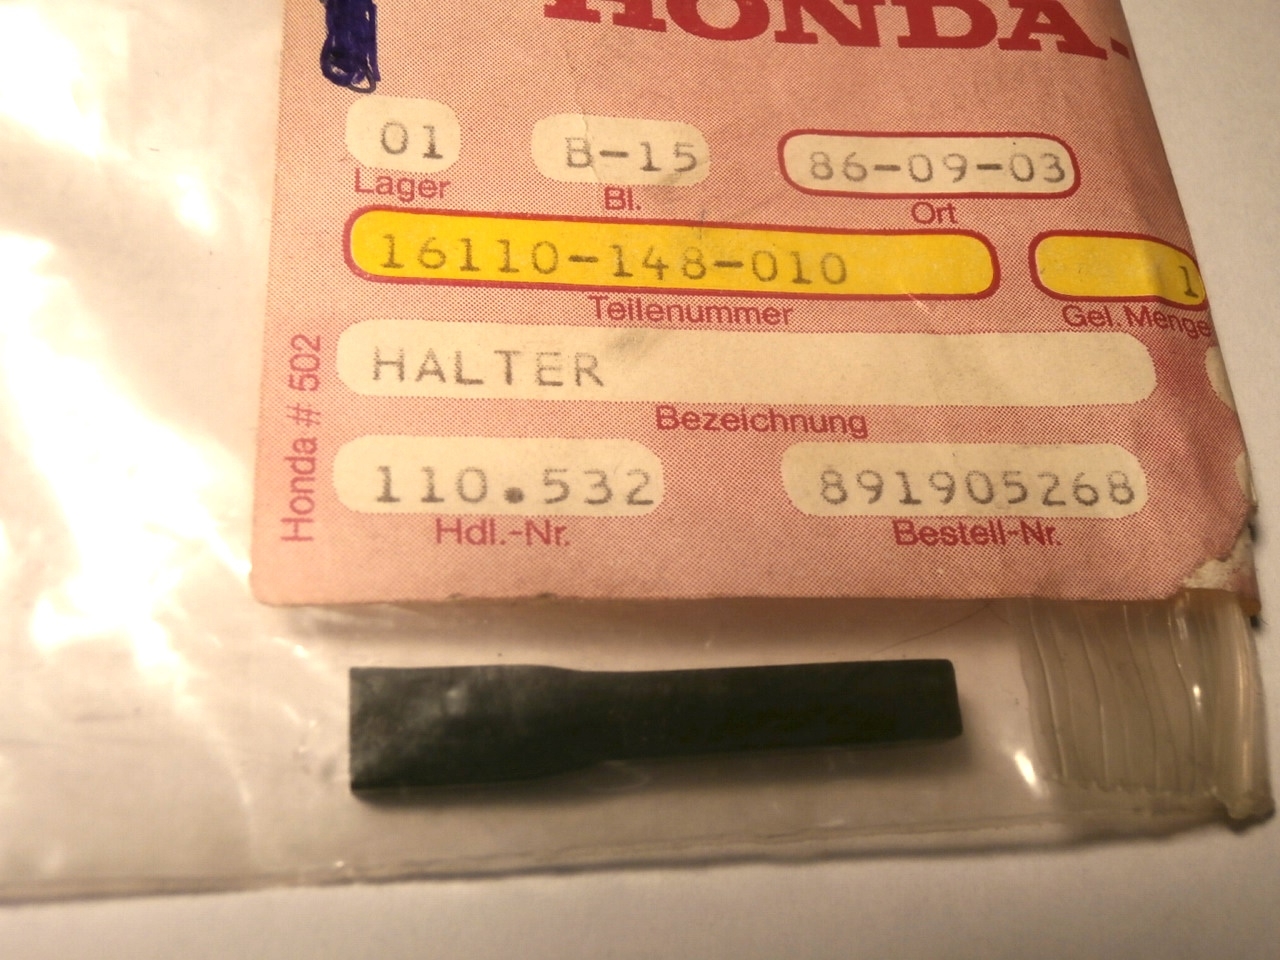 HONDA.
01 B-15 86-09-03
Lager Bl. Ort
16110-148-010 1
Teilenummer Gel. Menge
HALTER
Bezeichnung
110.532 891905268
Hdl.-Nr. Bestell-Nr.
Honda # 502